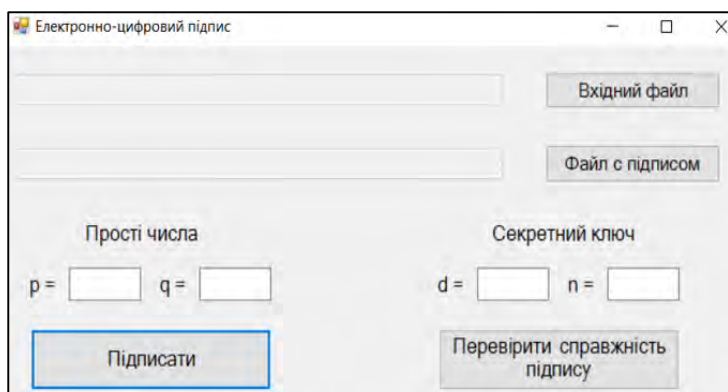 Електронно-цифровий підпис
Вхідний файл
Файл с підписом
Прості числа
Секретний ключ
p =
q =
d =
n =
Підписати
Перевірити справжність
підпису